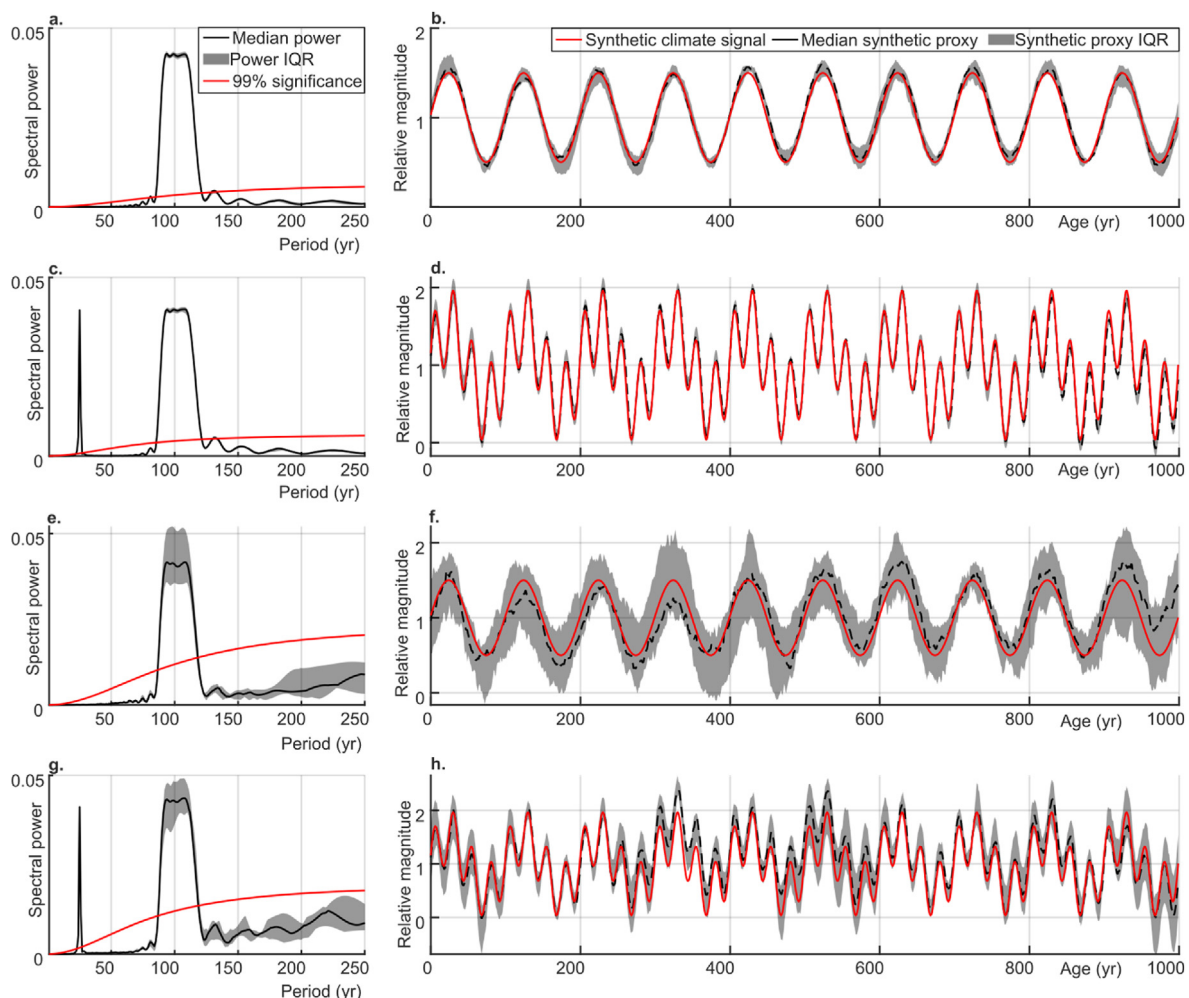 a.
0.05
Spectral power
0
50
100
150
200
250
Period (yr)
Median power
Power IQR
99% significance
b.
2
Relative magnitude
1
0
0
200
400
600
800
1000
Age (yr)
Synthetic climate signal
Median synthetic proxy
Synthetic proxy IQR
c.
0.05
Spectral power
0
50
100
150
200
250
Period (yr)
d.
2
Relative magnitude
1
0
0
200
400
600
800
1000
Age (yr)
e.
0.05
Spectral power
0
50
100
150
200
250
Period (yr)
f.
2
Relative magnitude
1
0
0
200
400
600
800
1000
Age (yr)
g.
0.05
Spectral power
0
50
100
150
200
250
Period (yr)
h.
2
Relative magnitude
1
0
0
200
400
600
800
1000
Age (yr)